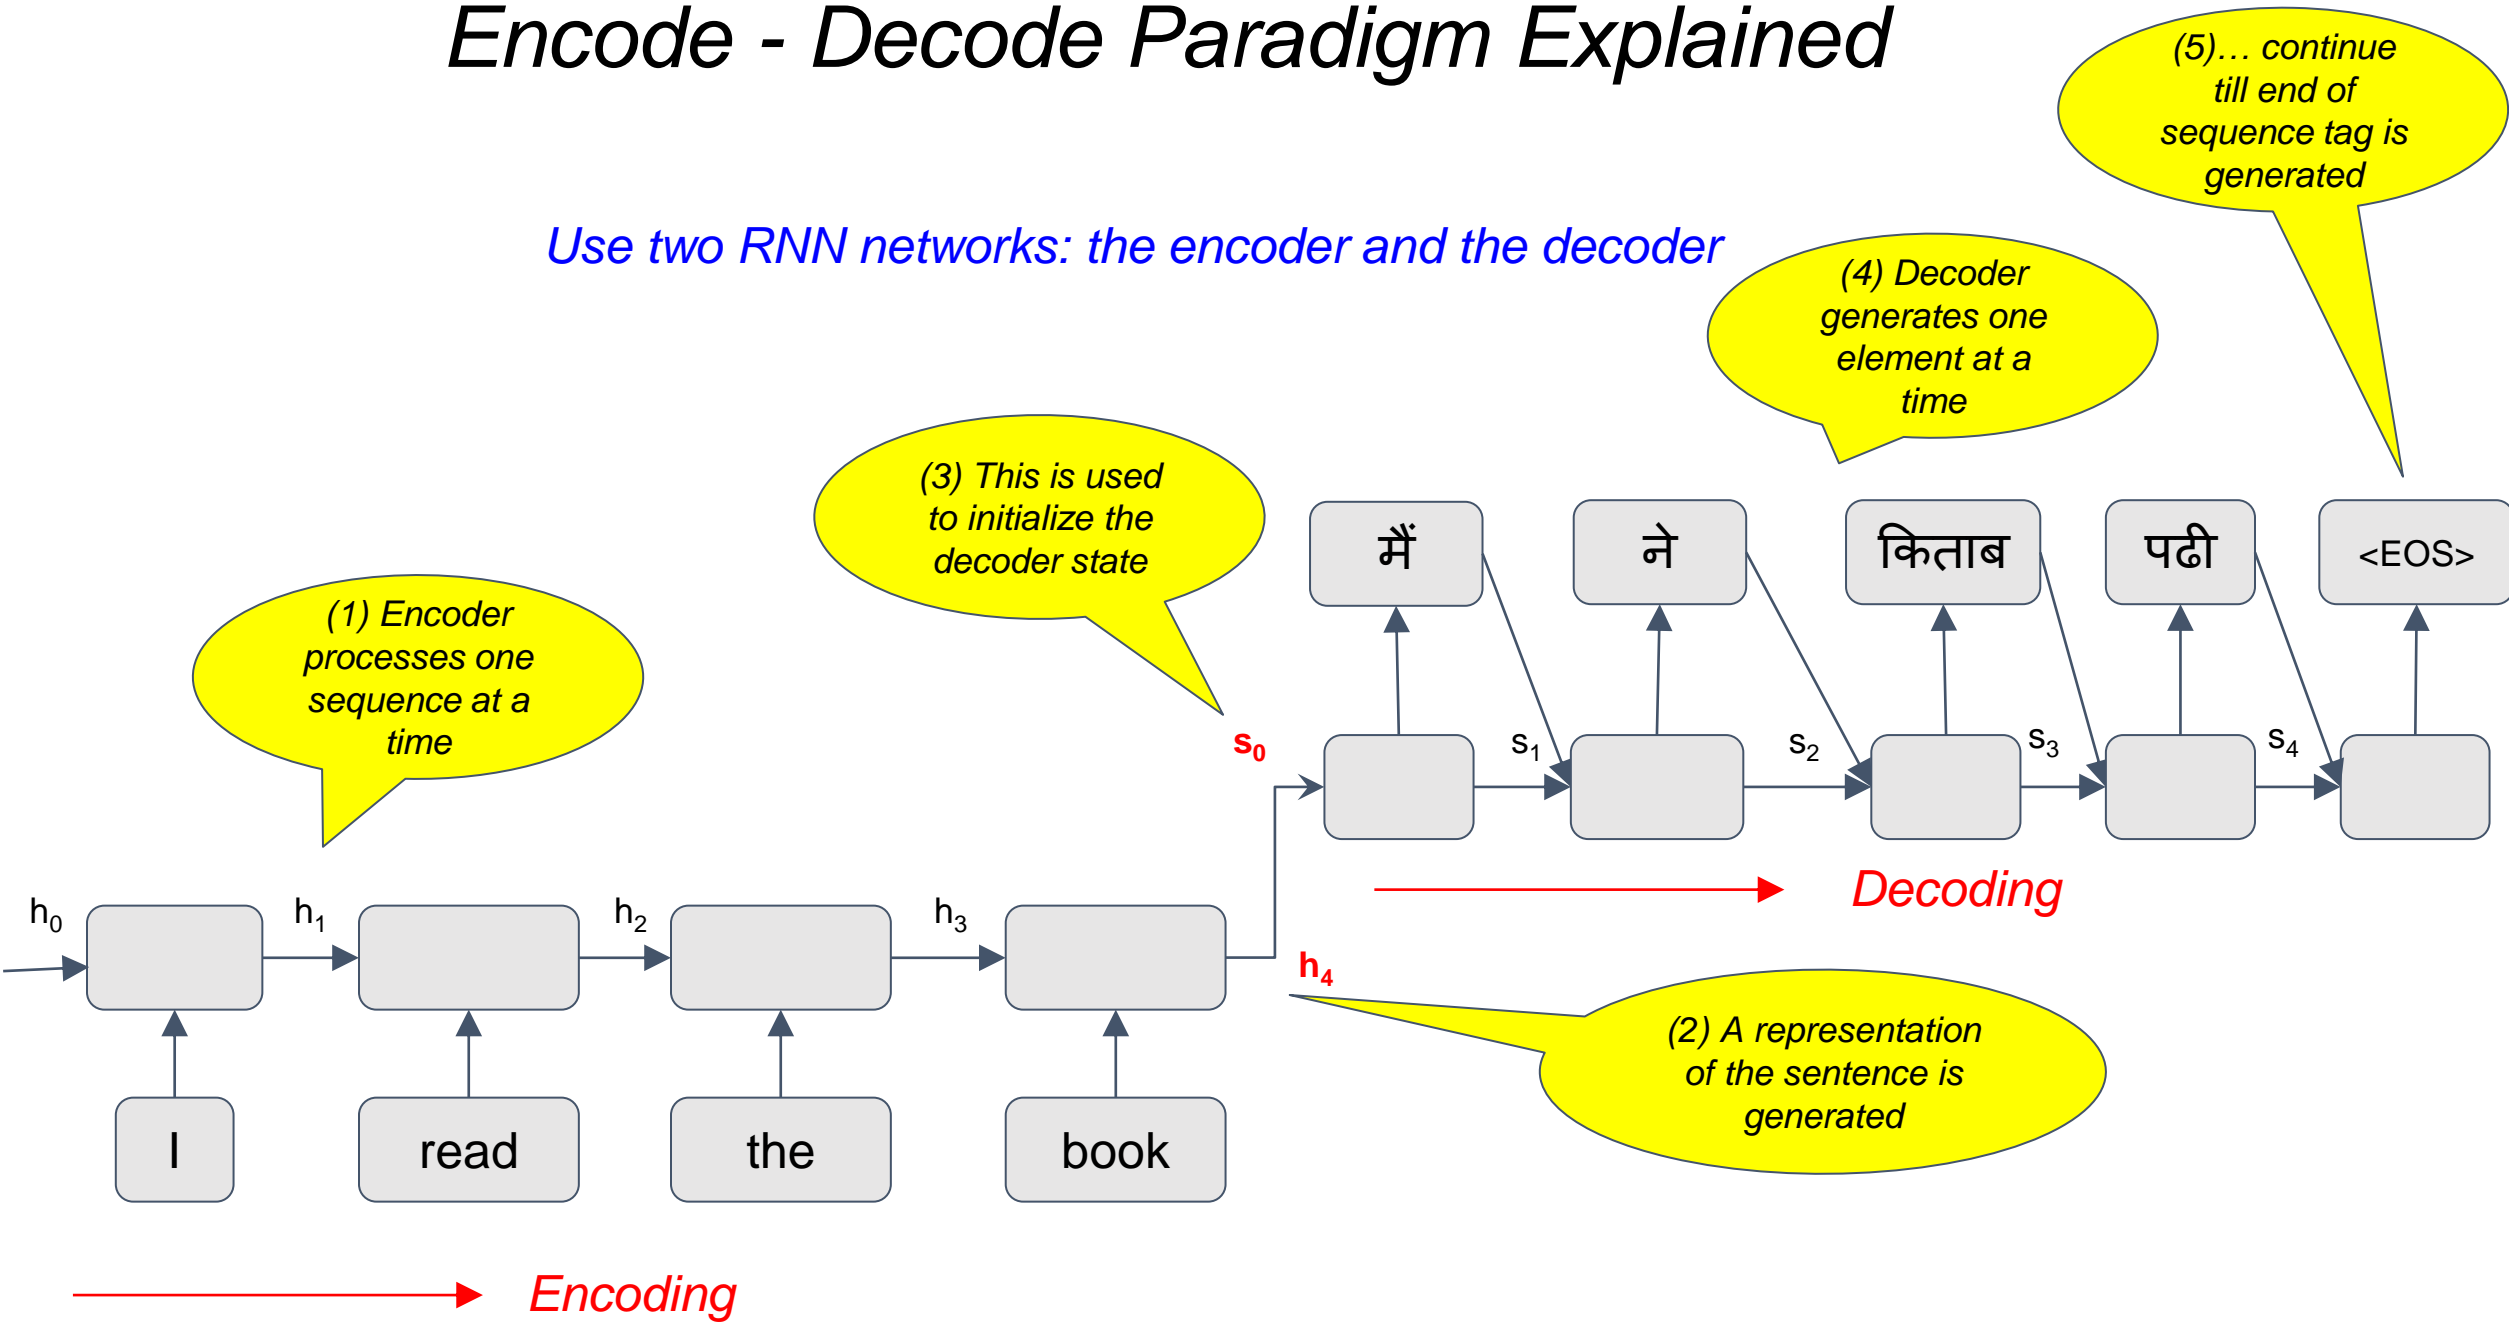 Encode - Decode Paradigm Explained
(5)... continue
till end of
sequence tag is
generated
Use two RNN networks: the encoder and the decoder
(4) Decoder
generates one
element at a
time
(3) This is used
to initialize the
decoder state
मैं
ने
किताब
पढी
<EOS>
(1) Encoder
processes one
sequence at a
time
s0
s1
s2
s3
s4
Decoding
h0
h1
h2
h3
h4
(2) A representation
of the sentence is
generated
I
read
the
book
Encoding